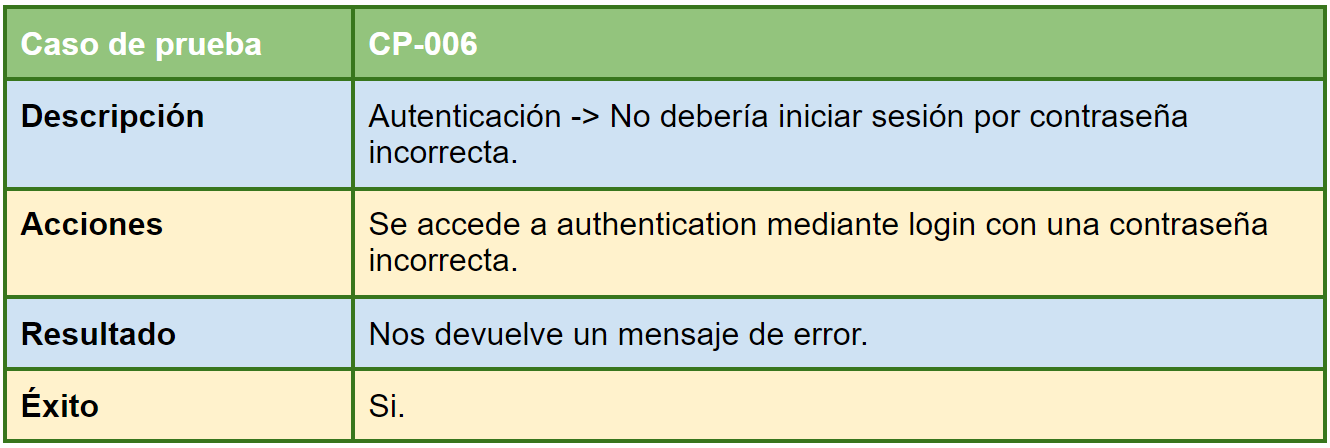 Caso de prueba CP-006
Descripción Autenticación -> No debería iniciar sesión por contraseña
incorrecta.
Acciones Se accede a authentication mediante login con una contraseña
incorrecta.
Resultado Nos devuelve un mensaje de error.
Éxito Si.